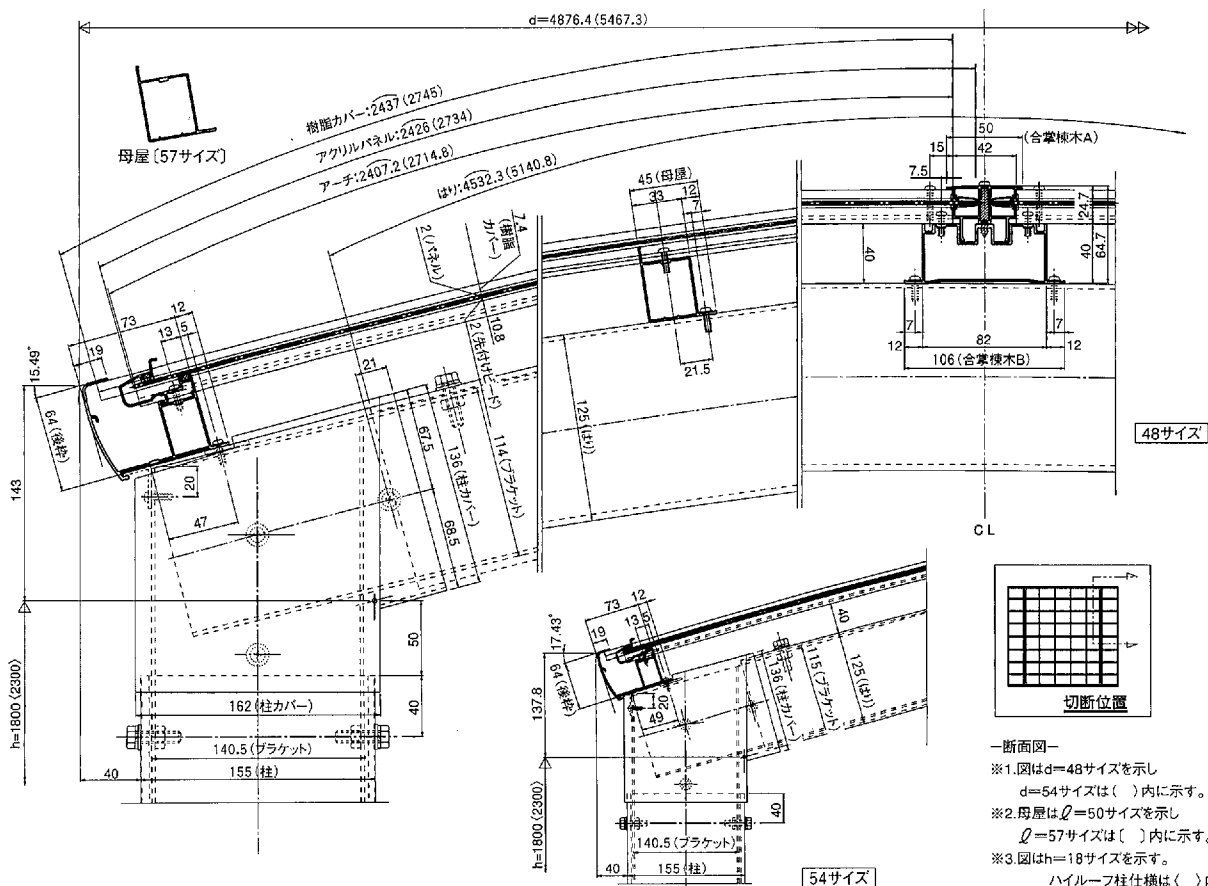 d=4876.4(5467.3)
母屋〔57サイズ〕
樹脂カバー:2437(2745)
アクリルパネル:2426(2734)
アーチ:2407.2(2714.8)
はり:4532.3(5140.8)
50
(合掌棟木A)
15
42
7.5
24.7
40
64.7
40
7
82
7
12
106(合掌棟木B)
12
45(母屋)
33
12
7
21.5
125(はり)
7.4
(樹脂
カバー)
2(パネル)
10.8
2(先付けビード)
73
12
13
5
19
15.49°
64(後枠)
143
21
67.5
136(柱カバー)
114(ブラケット)
68.5
20
47
50
40
162(柱カバー)
140.5(ブラケット)
155(柱)
40
h=1800〈2300〉
48サイズ
CL
73
12
13
5
19
17.43°
64(後枠)
137.8
20
49
136(柱カバー)
115(ブラケット)
125(はり)
40
40
140.5(ブラケット)
40
155(柱)
h=1800〈2300〉
54サイズ
切断位置
—断面図—
※1.図はd=48サイズを示し
d=54サイズは( )内に示す。
※2.母屋はℓ=50サイズを示し
ℓ=57サイズは〔 〕内に示す。
※3.図はh=18サイズを示す。
ハイルーフ柱仕様は〈 〉内